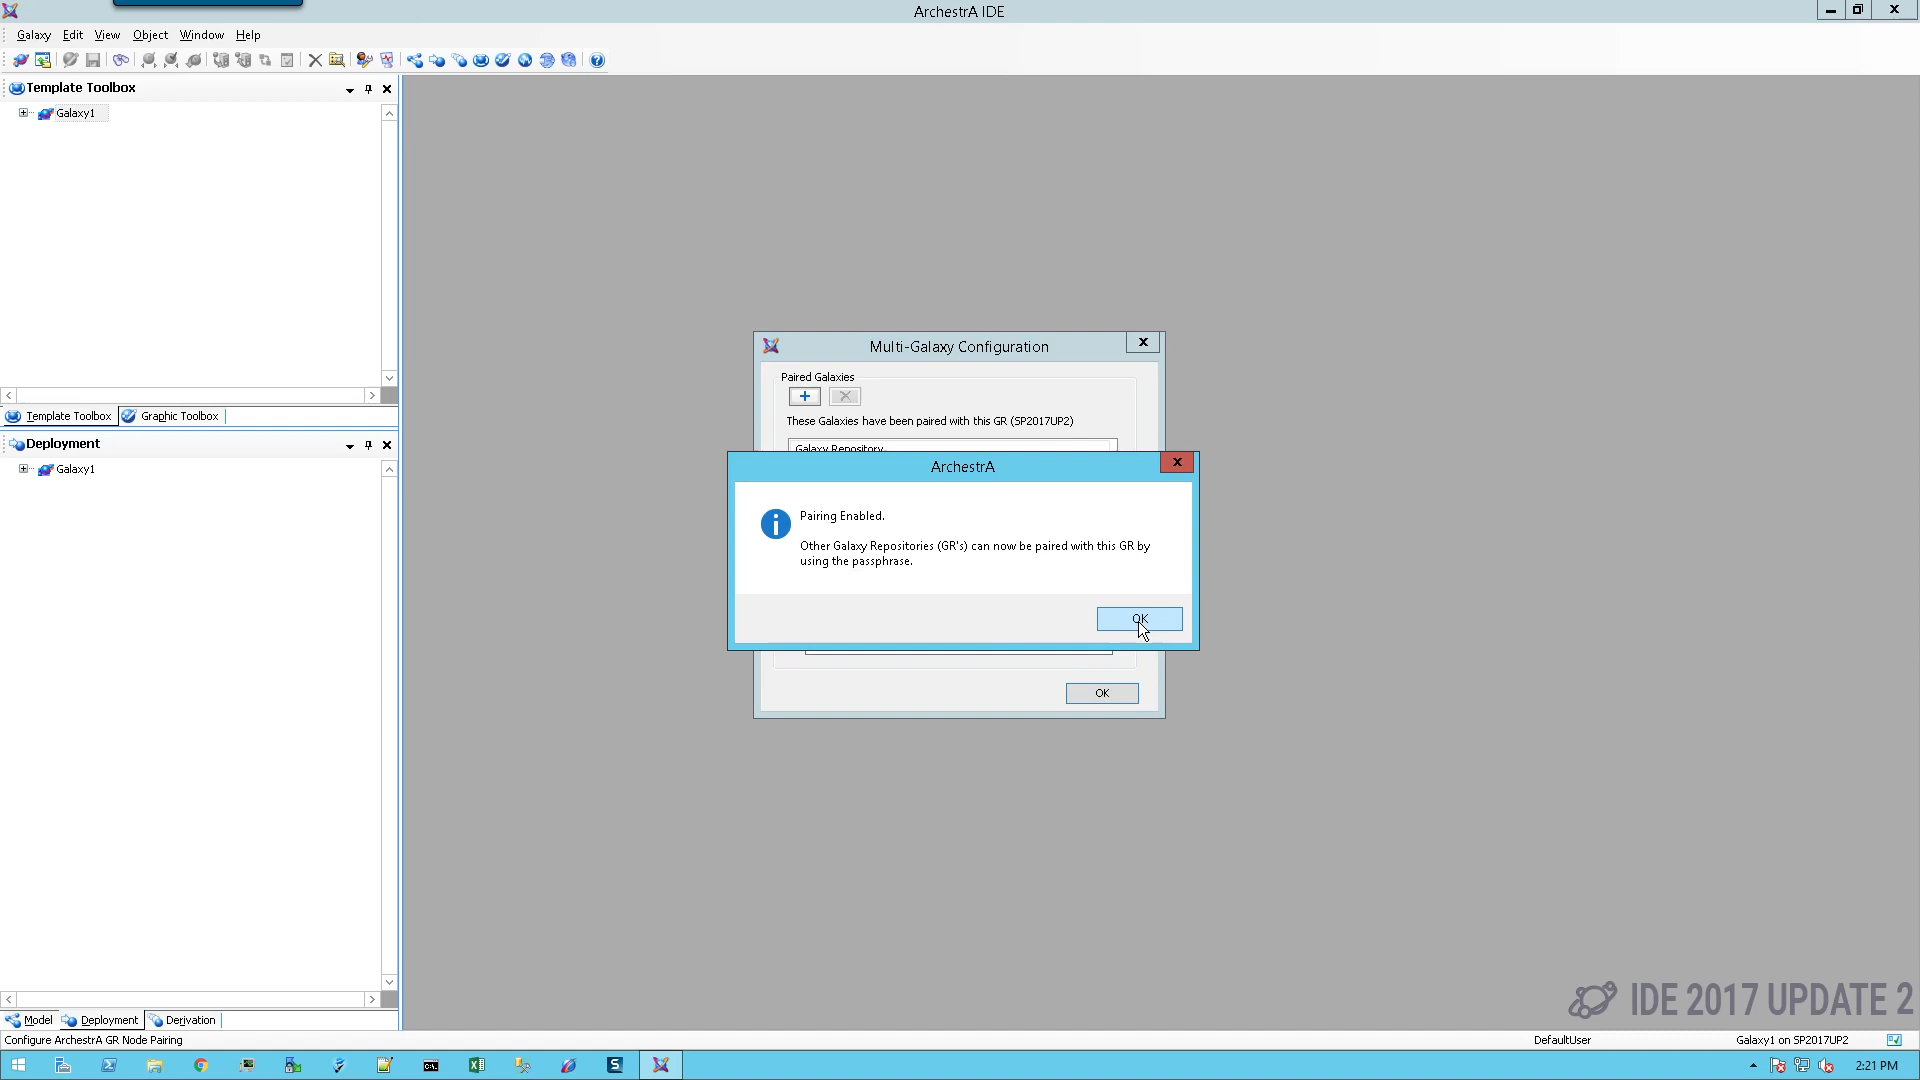 ArchestrA IDE
Galaxy Edit View Object Window Help
Template Toolbox
Galaxy1
Template Toolbox Graphic Toolbox
Deployment
Galaxy1
Multi-Galaxy Configuration
Paired Galaxies
These Galaxies have been paired with this GR (SP2017UP2)
Galaxy Repository
ArchestrA
Pairing Enabled.
Other Galaxy Repositories (GR's) can now be paired with this GR by
using the passphrase.
OK
OK
IDE 2017 UPDATE 2
Model Deployment Derivation
Configure ArchestrA GR Node Pairing
DefaultUser
Galaxy1 on SP2017UP2
2:21 PM